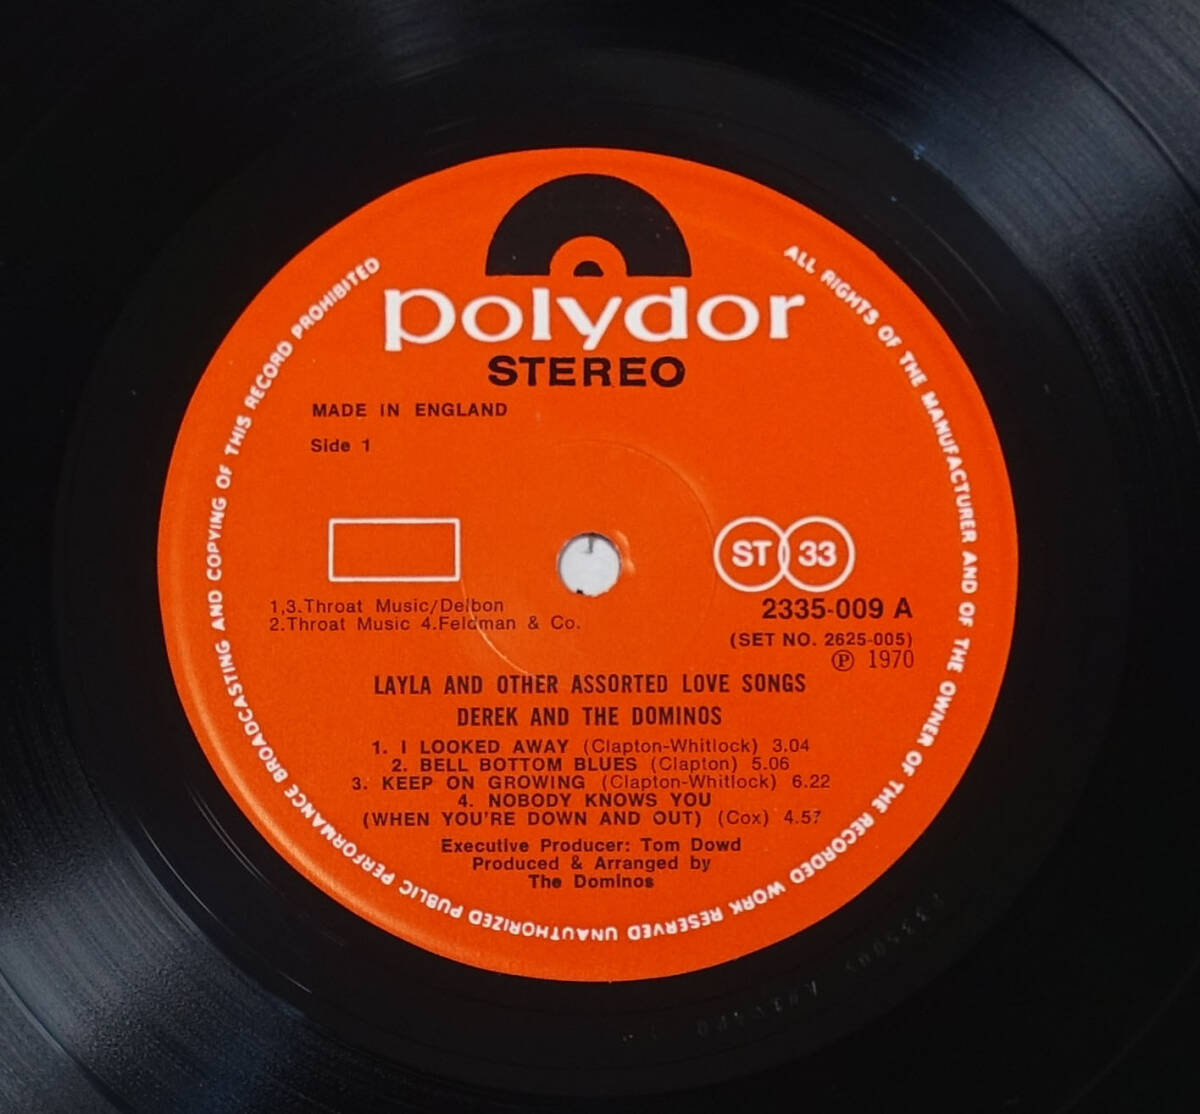 polydor
STEREO
MADE IN ENGLAND
Side 1
ST 33
1,3.Throat Music/Delbon
2.Throat Music 4.Feldman & Co.
2335-009 A
(SET NO. 2625-005)
℗ 1970
LAYLA AND OTHER ASSORTED LOVE SONGS
DEREK AND THE DOMINOS
1. I LOOKED AWAY (Clapton-Whitlock) 3.04
2. BELL BOTTOM BLUES (Clapton) 5.06
3. KEEP ON GROWING (Clapton-Whitlock) 6.22
4. NOBODY KNOWS YOU
(WHEN YOU'RE DOWN AND OUT) (Cox) 4.57
Executive Producer: Tom Dowd
Produced & Arranged by
The Dominos
ALL RIGHTS OF THE MANUFACTURER AND OF THE OWNER OF THE RECORDED WORK RESERVED UNAUTHORIZED PUBLIC PERFORMANCE BROADCASTING AND COPYING OF THIS RECORD PROHIBITED